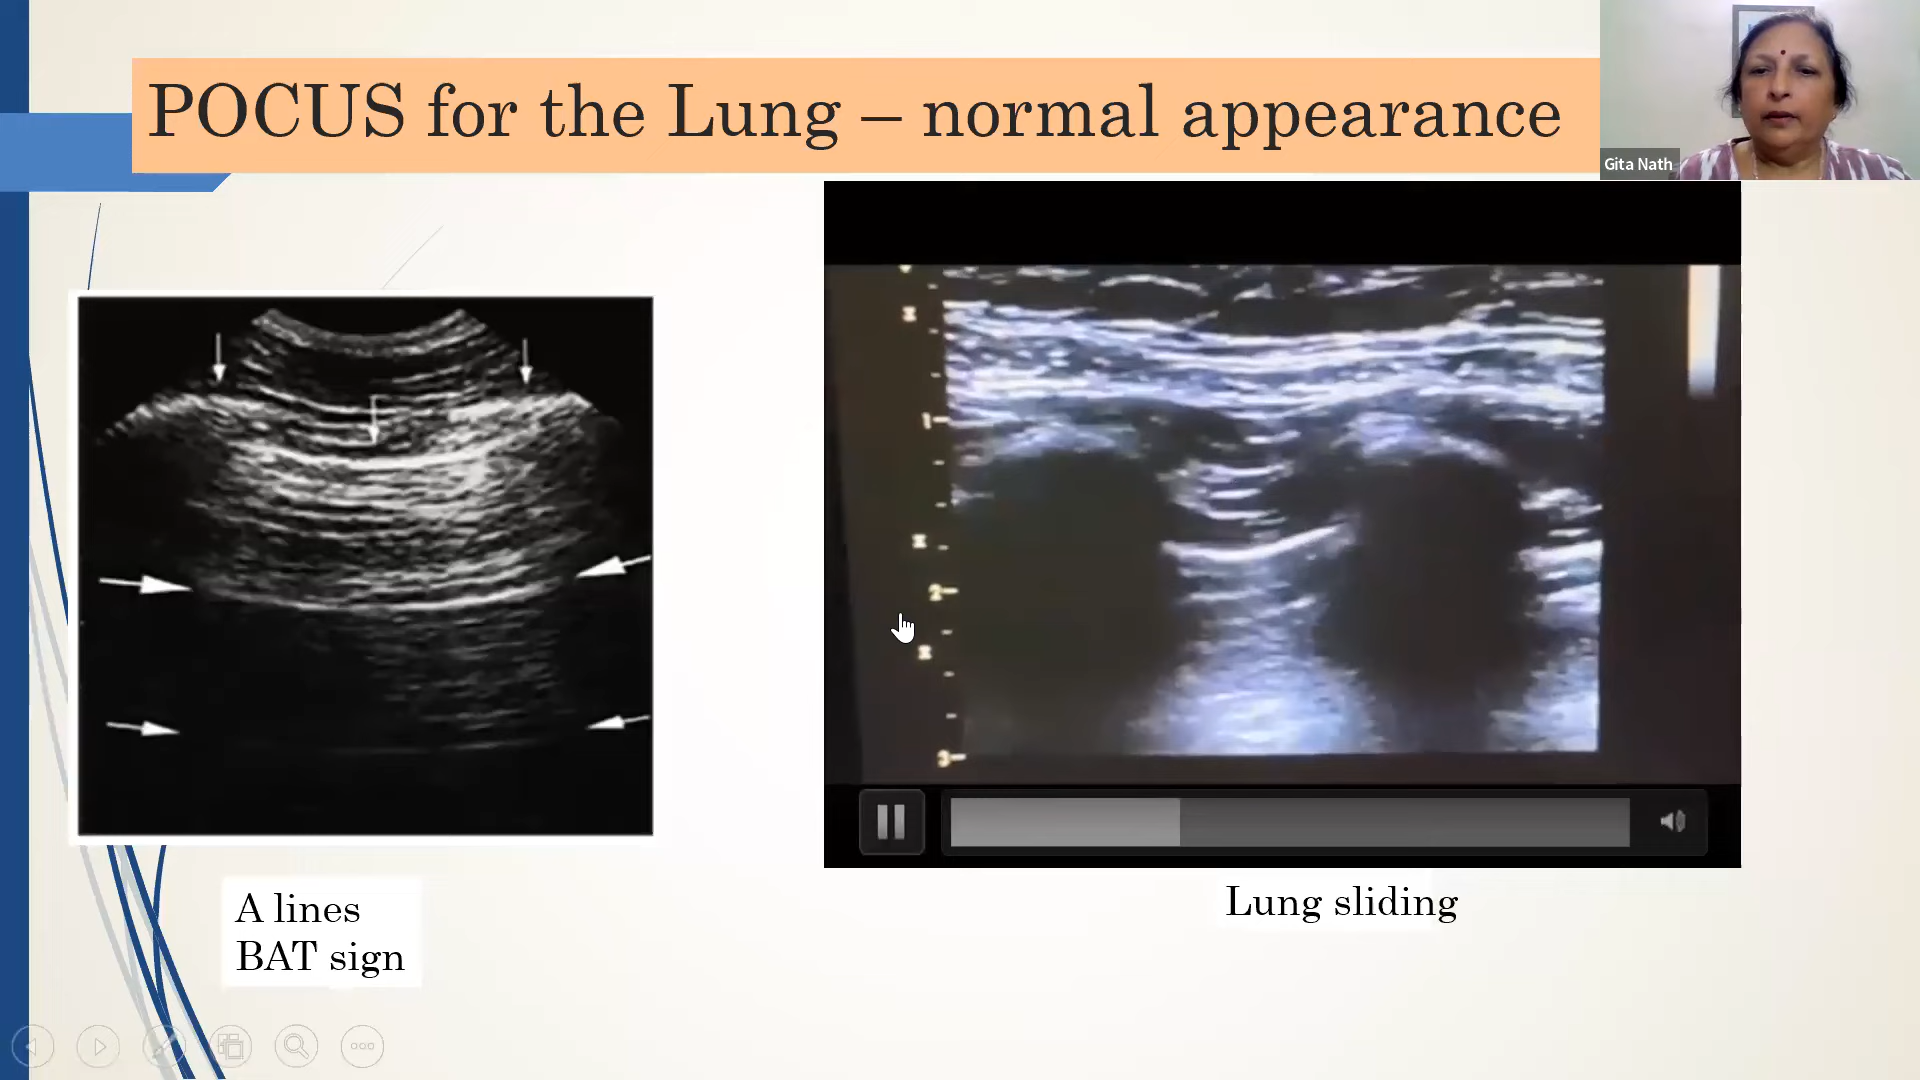 POCUS for the Lung – normal appearance
Gita Nath
1
2
3
A lines
BAT sign
Lung sliding